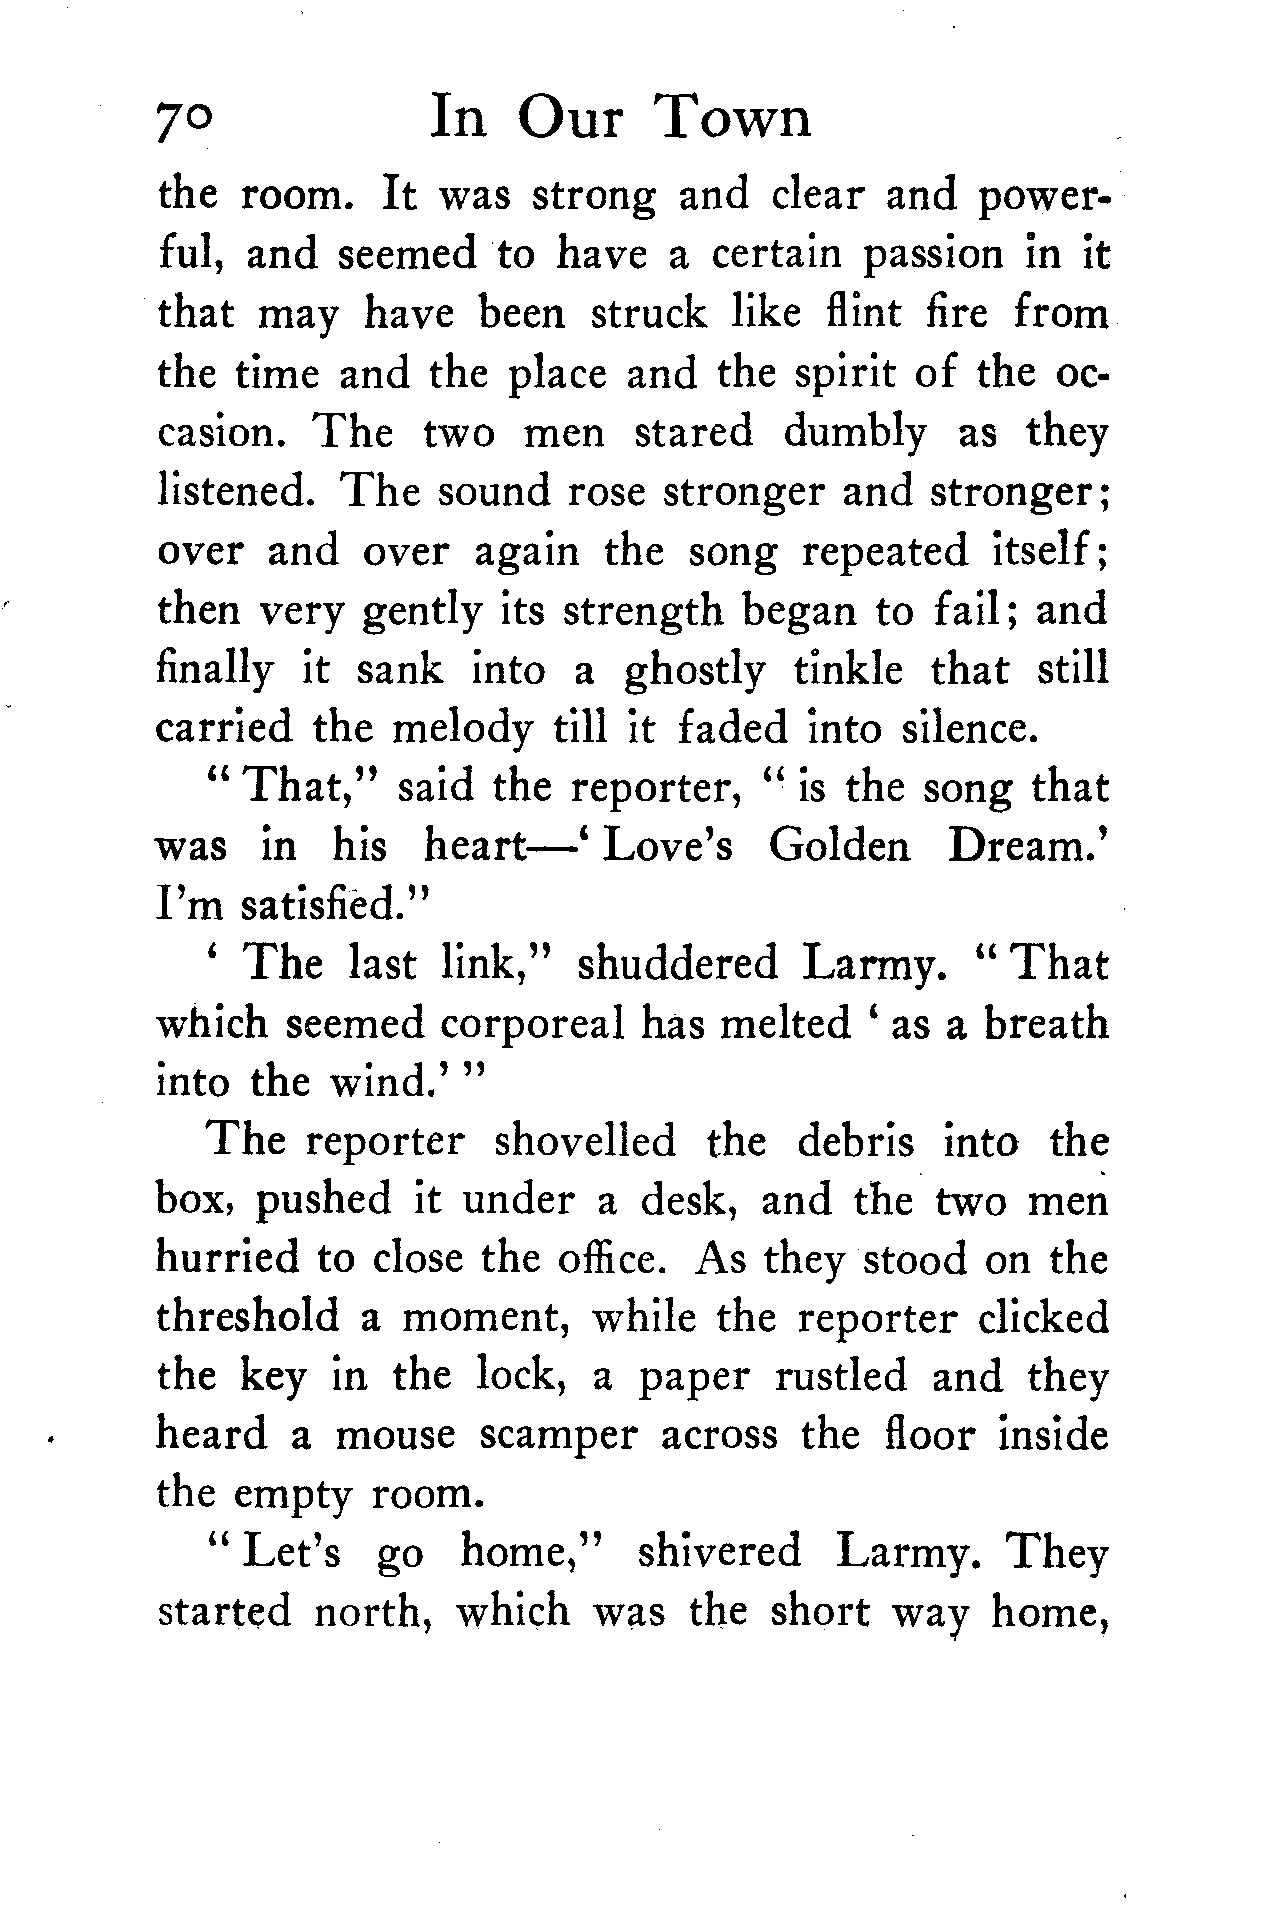 70 In Our Town
the room. It was strong and clear and power-
ful, and seemed to have a certain passion in it
that may have been struck like flint fire from
the time and the place and the spirit of the oc-
casion. The two men stared dumbly as they
listened. The sound rose stronger and stronger;
over and over again the song repeated itself;
then very gently its strength began to fail; and
finally it sank into a ghostly tinkle that still
carried the melody till it faded into silence.
“That,” said the reporter, “is the song that
was in his heart—‘Love’s Golden Dream.’
I’m satisfied.”
‘ The last link,” shuddered Larmy. “That
which seemed corporeal has melted ‘as a breath
into the wind.’ ”
The reporter shovelled the debris into the
box, pushed it under a desk, and the two men
hurried to close the office. As they stood on the
threshold a moment, while the reporter clicked
the key in the lock, a paper rustled and they
heard a mouse scamper across the floor inside
the empty room.
“Let’s go home,” shivered Larmy. They
started north, which was the short way home,